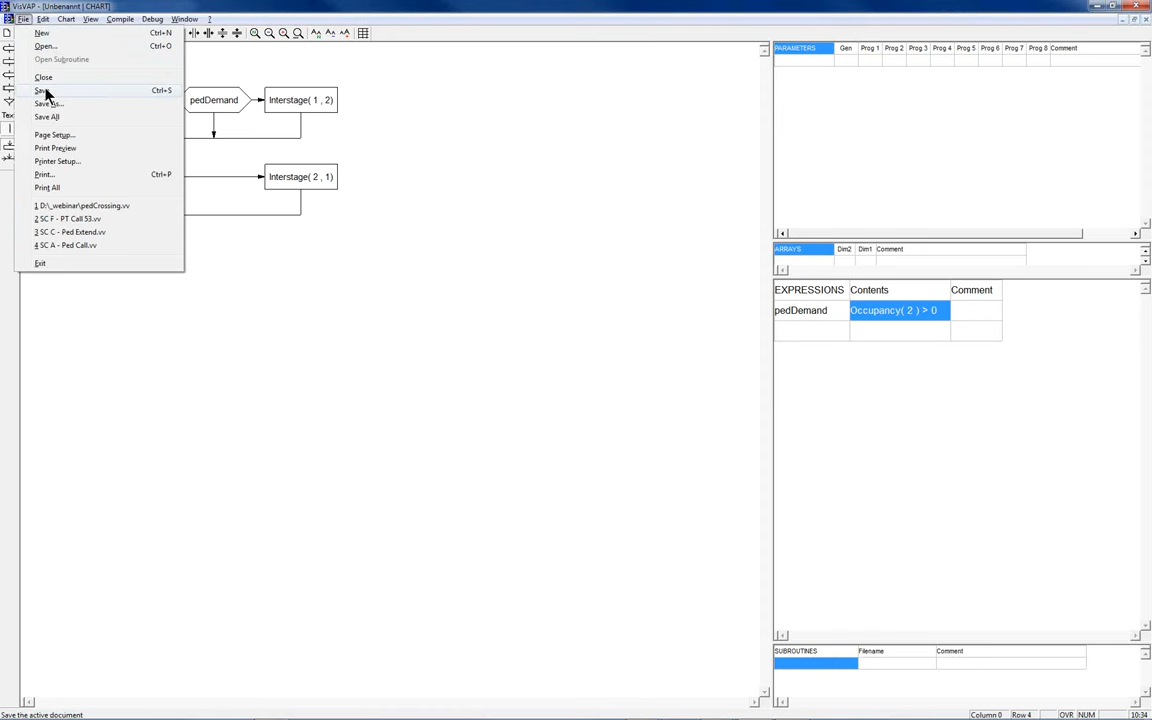 VisVAP - [Unbenannt | CHART]
File Edit Chart View Compile Debug Window ?
New Ctrl+N
Open... Ctrl+O
Open Subroutine
Close
Save Ctrl+S
Save As...
Save All
Page Setup...
Print Preview
Printer Setup...
Print... Ctrl+P
Print All
1 D:\_webinar\pedCrossing.vv
2 SC F - PT Call 53.vv
3 SC C - Ped Extend.vv
4 SC A - Ped Call.vv
Exit
pedDemand Interstage( 1 , 2)
Interstage( 2 , 1)
PARAMETERS Gen Prog 1 Prog 2 Prog 3 Prog 4 Prog 5 Prog 6 Prog 7 Prog 8 Comment
ARRAYS Dim2 Dim1 Comment
EXPRESSIONS Contents Comment
pedDemand Occupancy( 2 ) > 0
SUBROUTINES Filename Comment
Save the active document Column 0 Row 4 OVR NUM 10:34